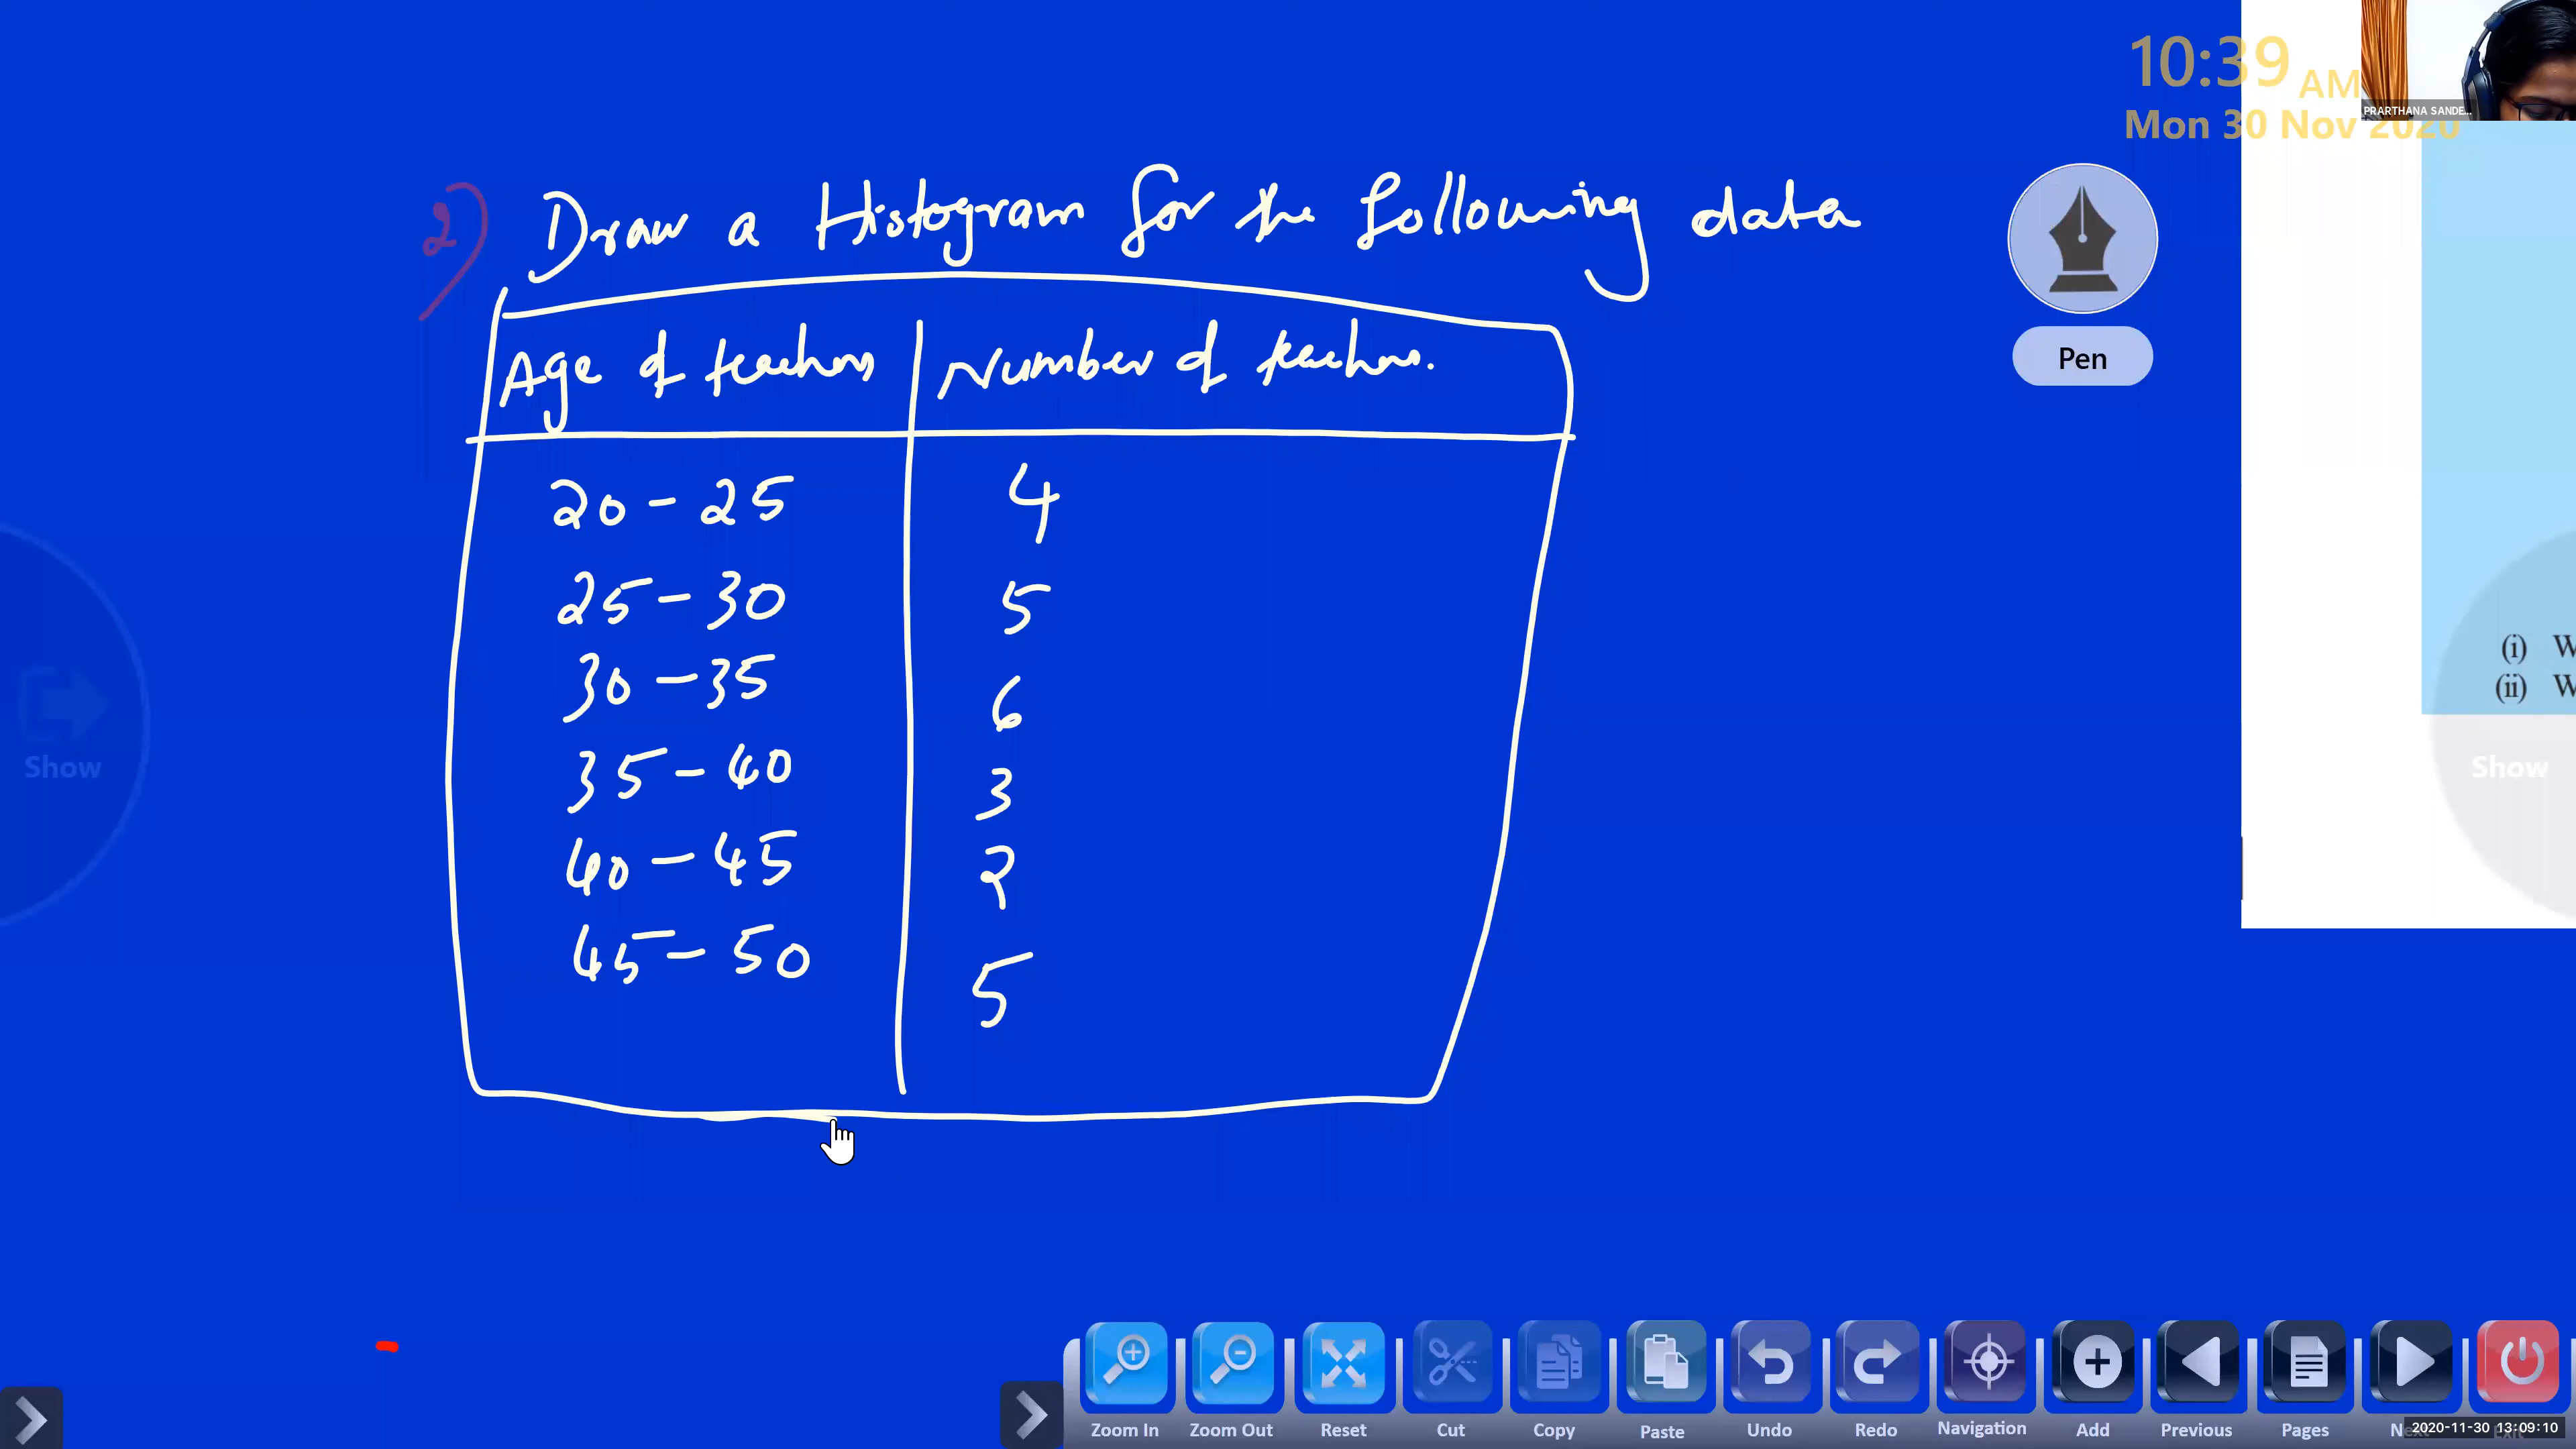 10:39 AM
Mon 30 Nov 2020
PRARTHANA SANDE...
2) Draw a Histogram for the following data
Age of teachers Number of teachers.
20-25 4
25-30 5
30-35 6
35-40 3
40-45 2
45-50 5
Pen
(i) W
(ii) W
Show
Show
Zoom In Zoom Out Reset Cut Copy Paste Undo Redo Navigation Add Previous Pages
2020-11-30 13:09:10